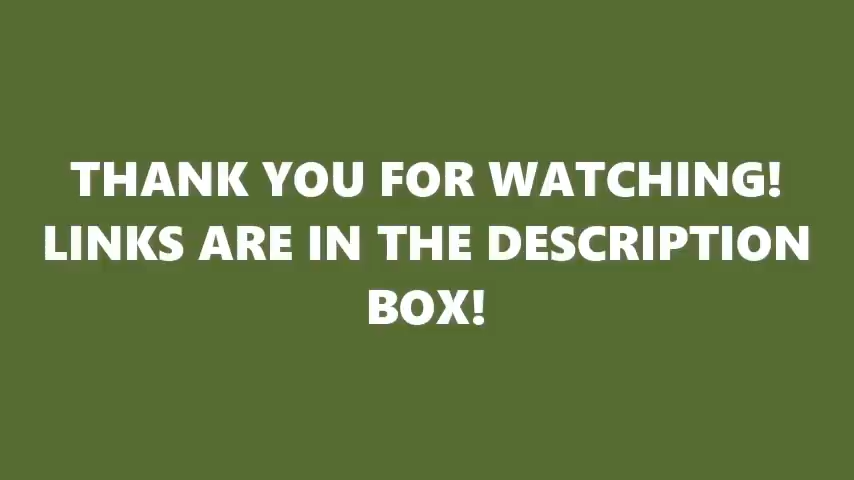 THANK YOU FOR WATCHING!
LINKS ARE IN THE DESCRIPTION
BOX!